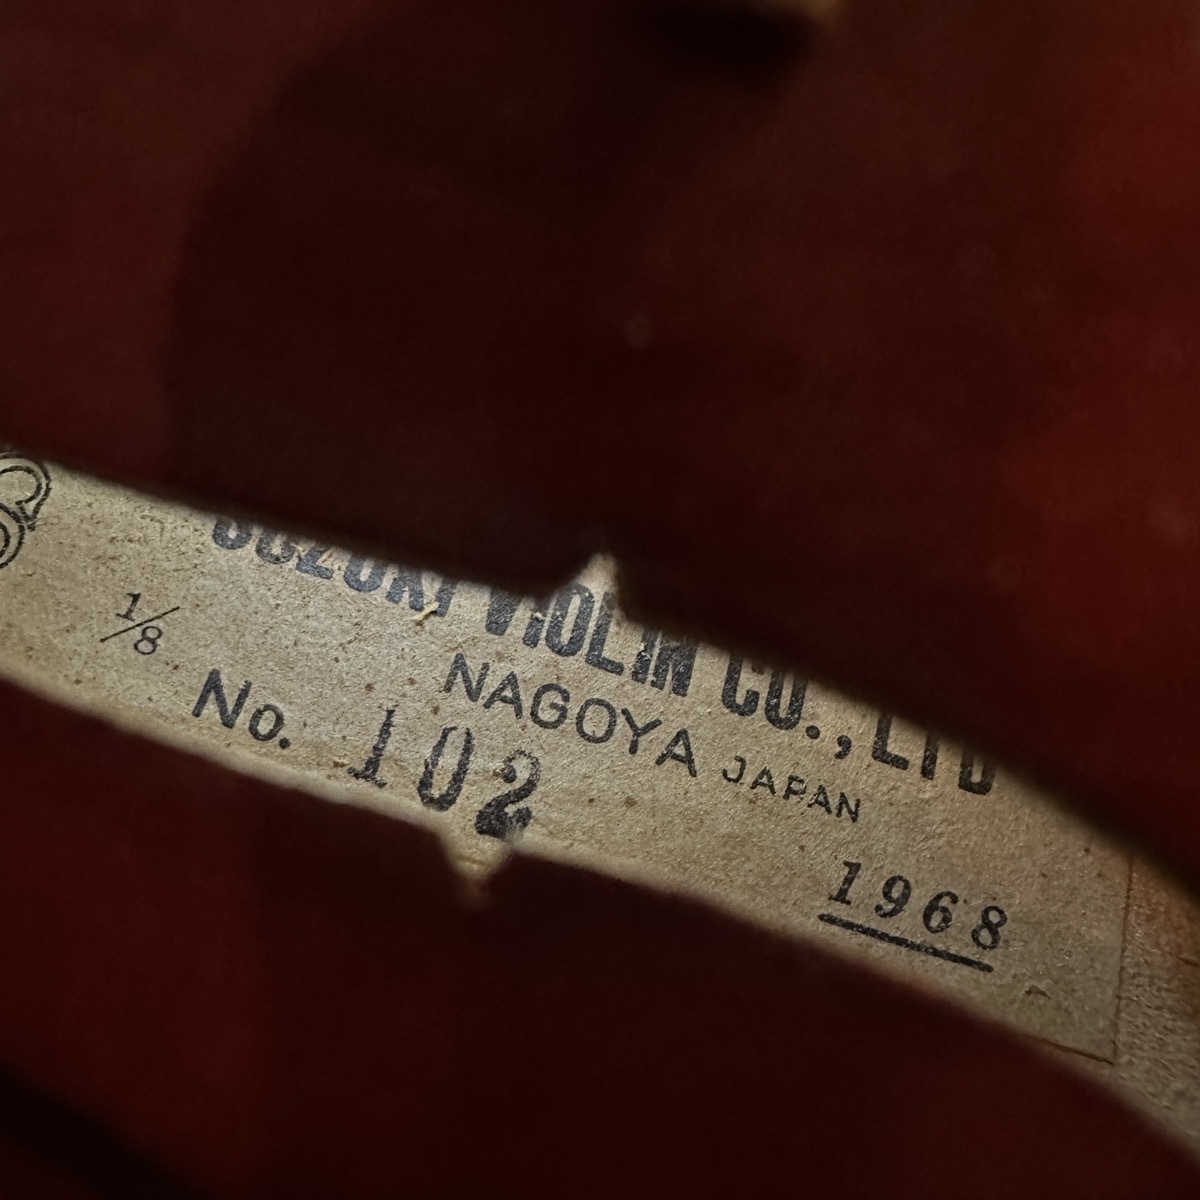 SUZUKI VIOLIN CO., LTD
NAGOYA JAPAN
1/8
No. 102
1968